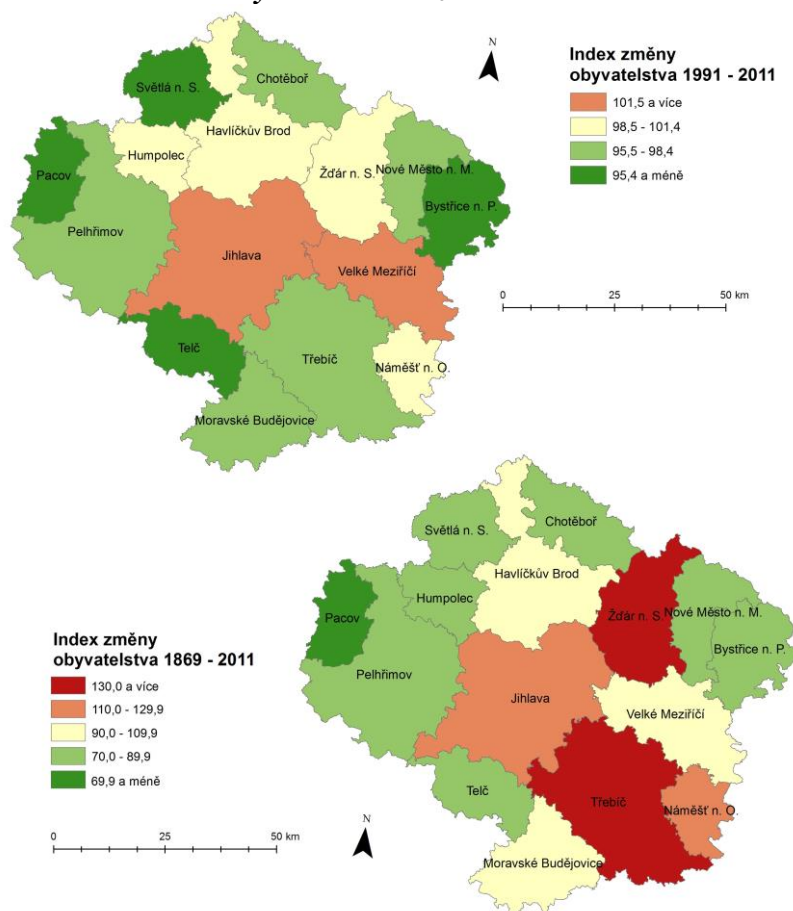 N
Index změny
obyvatelstva 1991 - 2011
101,5 a více
98,5 - 101,4
95,5 - 98,4
95,4 a méně
Světlá n. S.
Chotěboř
Havlíčkův Brod
Humpolec
Pacov
Žďár n. S.
Nové Město n. M.
Bystřice n. P.
Pelhřimov
Jihlava
Velké Meziříčí
0 25 50 km
Telč
Třebíč
Náměšť n. O.
Moravské Budějovice
Světlá n. S.
Chotěboř
Havlíčkův Brod
Humpolec
Pacov
Žďár n. S.
Nové Město n. M.
Bystřice n. P.
Index změny
obyvatelstva 1869 - 2011
130,0 a více
110,0 - 129,9
90,0 - 109,9
70,0 - 89,9
69,9 a méně
Pelhřimov
Jihlava
Velké Meziříčí
Telč
Třebíč
Náměšť n. O.
Moravské Budějovice
0 25 50 km
N